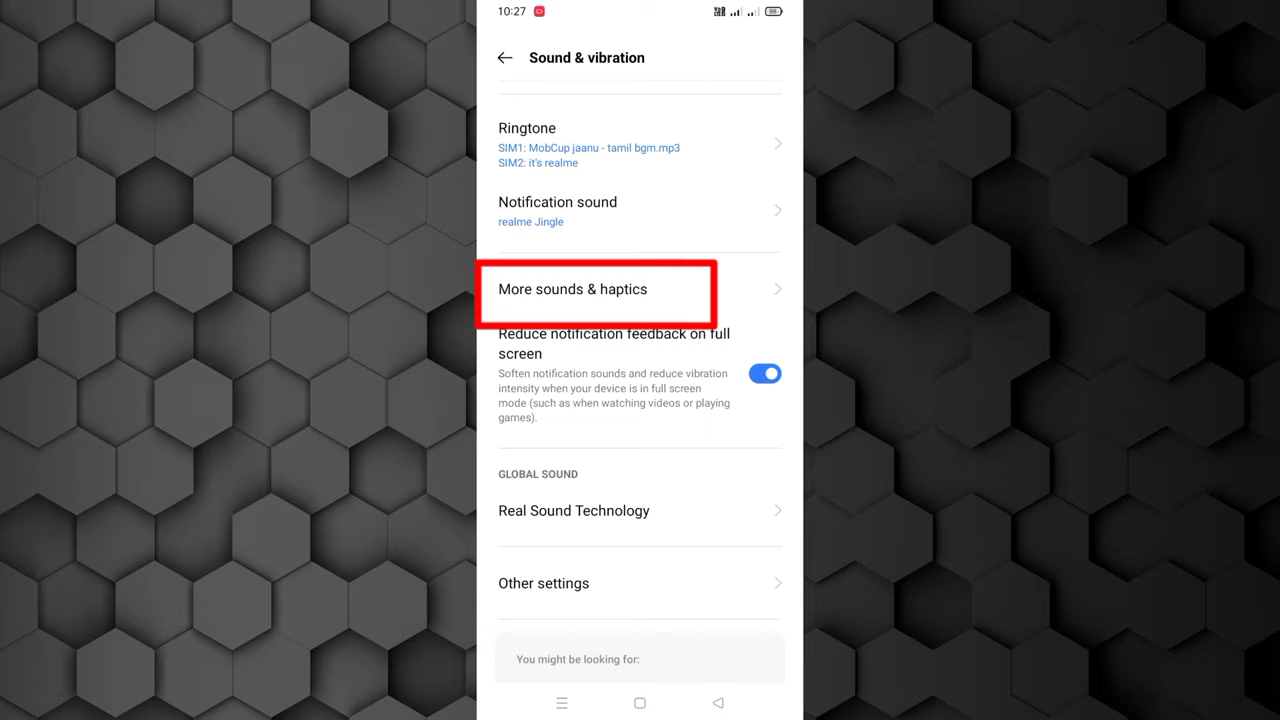 10:27
VoLTE
88
Sound & vibration
Ringtone
SIM1: MobCup jaanu - tamil bgm.mp3
SIM2: it's realme
Notification sound
realme Jingle
More sounds & haptics
Reduce notification feedback on full
screen
Soften notification sounds and reduce vibration
intensity when your device is in full screen
mode (such as when watching videos or playing
games).
GLOBAL SOUND
Real Sound Technology
Other settings
You might be looking for: